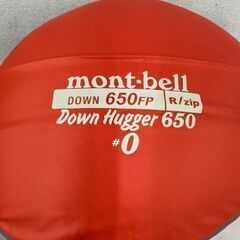 mont·bell
DOWN 650FP R/zip
Down Hugger 650
#0